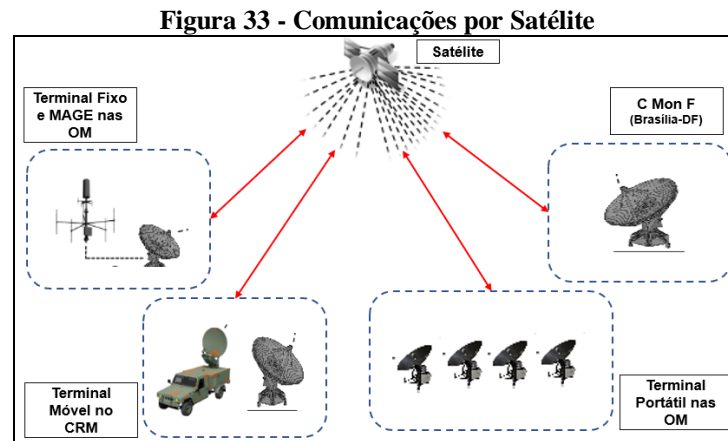 Figura 33 - Comunicações por Satélite
Satélite
Terminal Fixo
e MAGE nas
OM
C Mon F
(Brasília-DF)
Terminal
Móvel no
CRM
Terminal
Portátil nas
OM